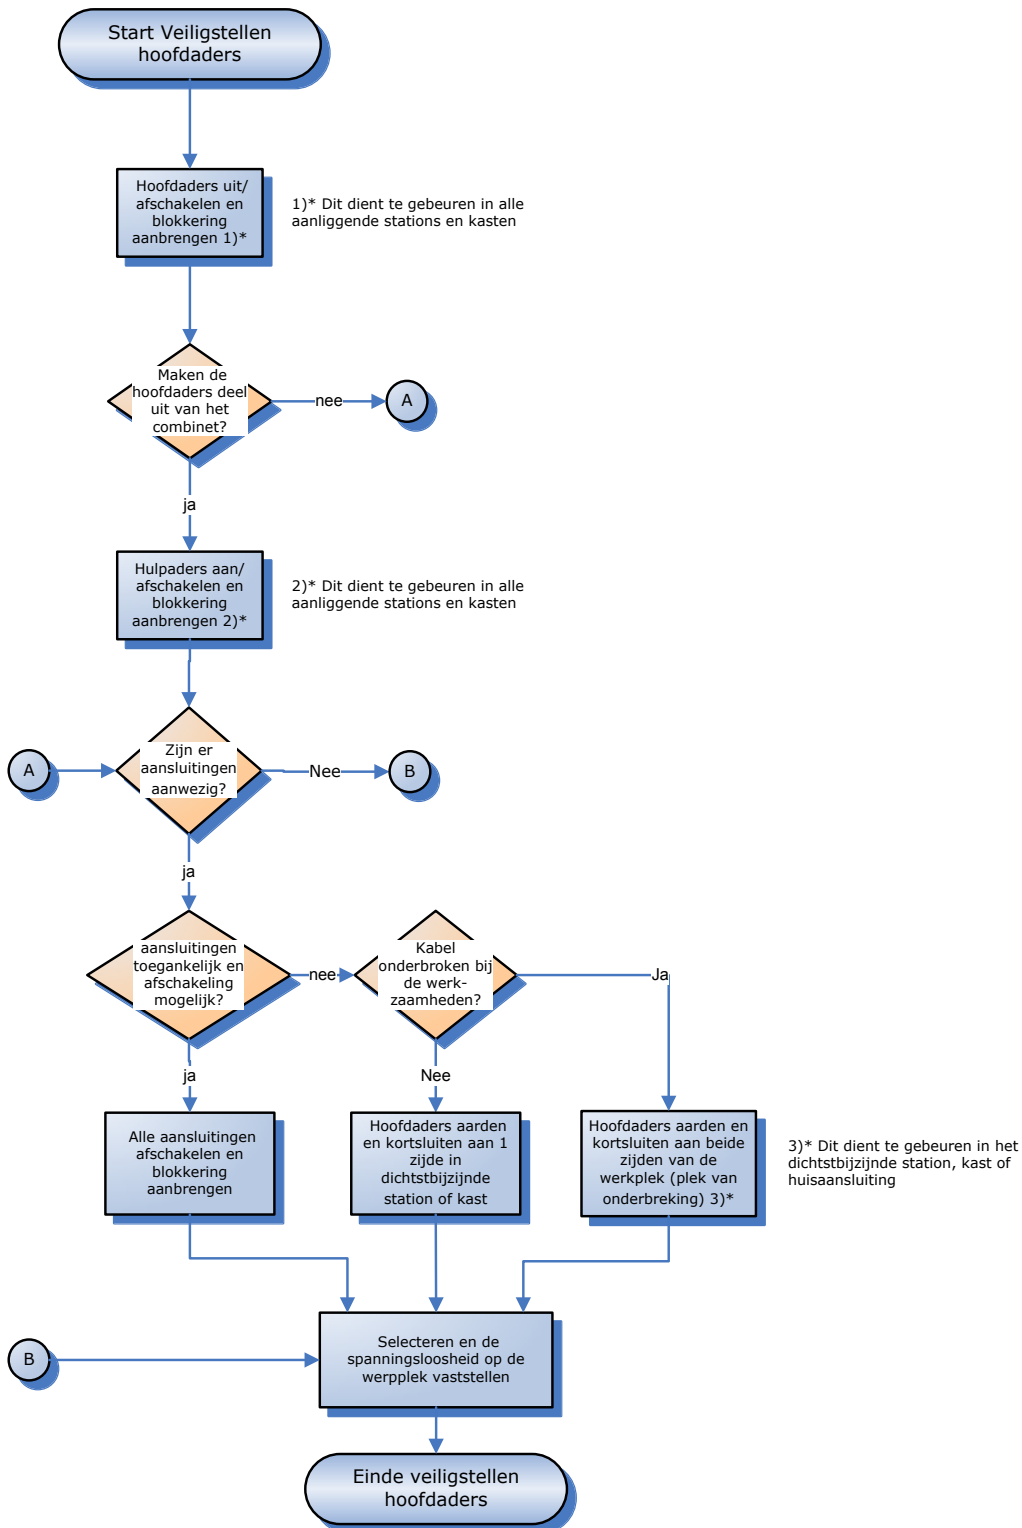 Start Veiligstellen
hoofdaders
Hoofdaders uit/
afschakelen en
blokkering
aanbrengen 1)*
1)* Dit dient te gebeuren in alle
aanliggende stations en kasten
Maken de
hoofdaders deel
uit van het
combinet?
nee
A
ja
Hulpaders aan/
afschakelen en
blokkering
aanbrengen 2)*
2)* Dit dient te gebeuren in alle
aanliggende stations en kasten
A
Zijn er
aansluitingen
aanwezig?
Nee
B
ja
aansluitingen
toegankelijk en
afschakeling
mogelijk?
nee
Kabel
onderbroken bij
de werk-
zaamheden?
Ja
ja
Nee
Alle aansluitingen
afschakelen en
blokkering
aanbrengen
Hoofdaders aarden
en kortsluiten aan 1
zijde in
dichtstbijzijnde
station of kast
Hoofdaders aarden en
kortsluiten aan beide
zijden van de
werkplek (plek van
onderbreking) 3)*
3)* Dit dient te gebeuren in het
dichtstbijzijnde station, kast of
huisaansluiting
B
Selecteren en de
spanningsloosheid op de
werpplek vaststellen
Einde veiligstellen
hoofdaders